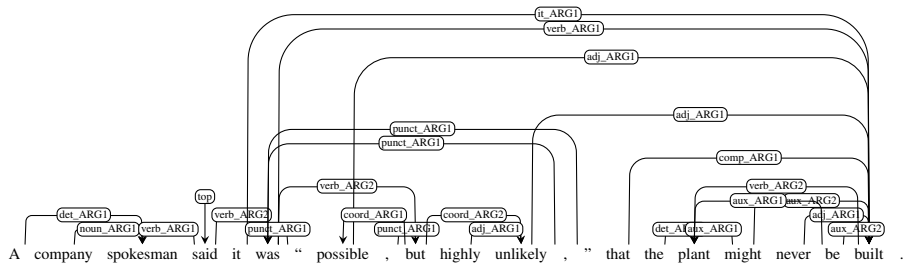 it_ARG1
verb_ARG1
adj_ARG1
adj_ARG1
punct_ARG1
punct_ARG1
comp_ARG1
verb_ARG2 verb_ARG2
top
aux_ARG1 aux_ARG2
det_ARG1 verb_ARG2 coord_ARG1 coord_ARG2 adj_ARG1
noun_ARG1 verb_ARG1 punct_ARG1 punct_ARG1 adj_ARG1 aux_ARG1 aux_ARG2
A company spokesman said it was “ possible , but highly unlikely , ” that the plant might never be built .